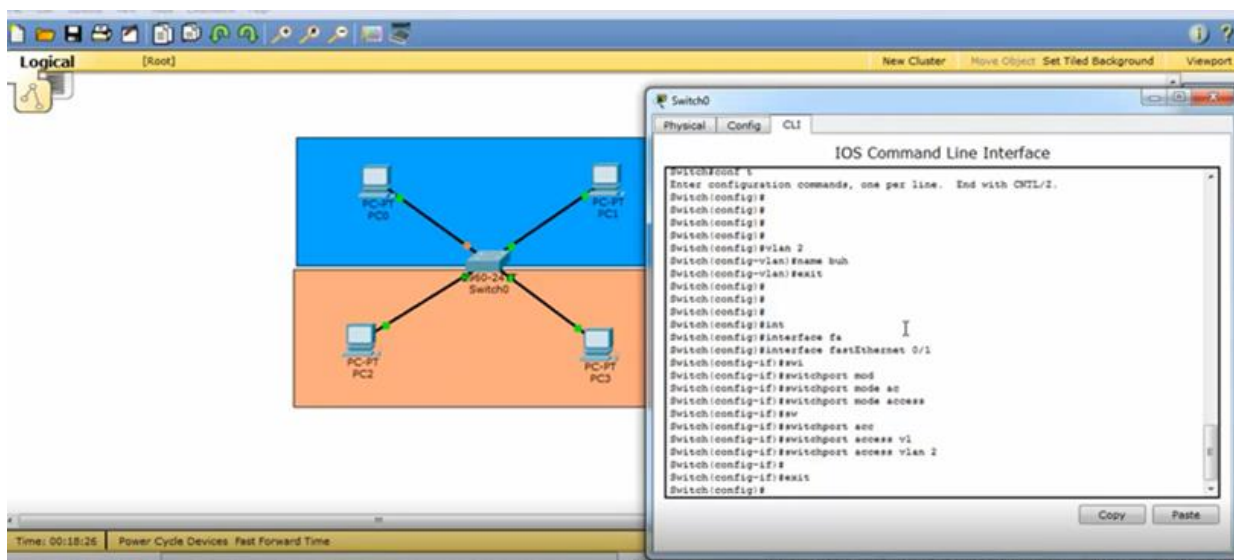 Logical [Root] New Cluster Move Object Set Tiled Background Viewport
Switch0
Physical Config CLI
IOS Command Line Interface
Switch#conf t
Enter configuration commands, one per line. End with CNTL/Z.
Switch(config)#
Switch(config)#
Switch(config)#
Switch(config)#
Switch(config)#vlan 2
Switch(config-vlan)#name buh
Switch(config-vlan)#exit
Switch(config)#
Switch(config)#
Switch(config)#
Switch(config)#int
Switch(config)#interface fa
Switch(config)#interface fastEthernet 0/1
Switch(config-if)#swi
Switch(config-if)#switchport mod
Switch(config-if)#switchport mode ac
Switch(config-if)#switchport mode access
Switch(config-if)#sw
Switch(config-if)#switchport acc
Switch(config-if)#switchport access vl
Switch(config-if)#switchport access vlan 2
Switch(config-if)#
Switch(config-if)#exit
Switch(config)#
Copy Paste
PC-PT
PC0
PC-PT
PC1
Switch0
PC-PT
PC2
PC-PT
PC3
Time: 00:18:26 Power Cycle Devices Fast Forward Time